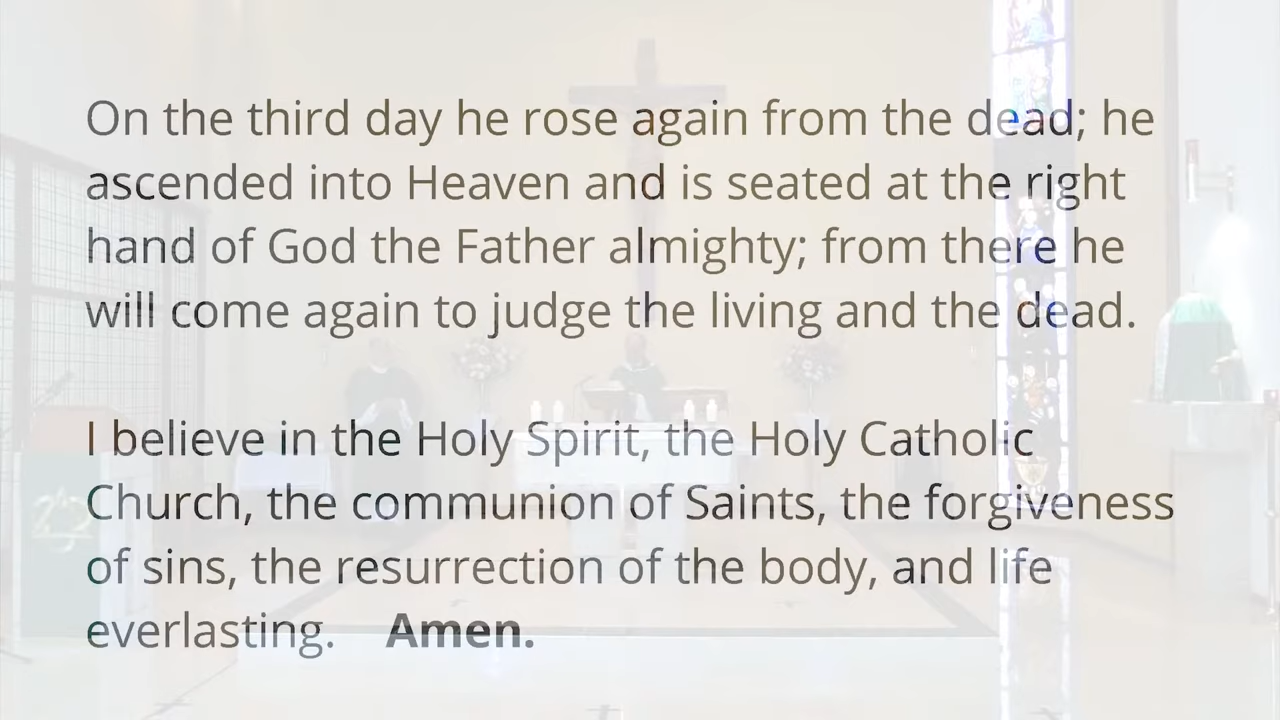 On the third day he rose again from the dead; he
ascended into Heaven and is seated at the right
hand of God the Father almighty; from there he
will come again to judge the living and the dead.
I believe in the Holy Spirit, the Holy Catholic
Church, the communion of Saints, the forgiveness
of sins, the resurrection of the body, and life
everlasting. Amen.